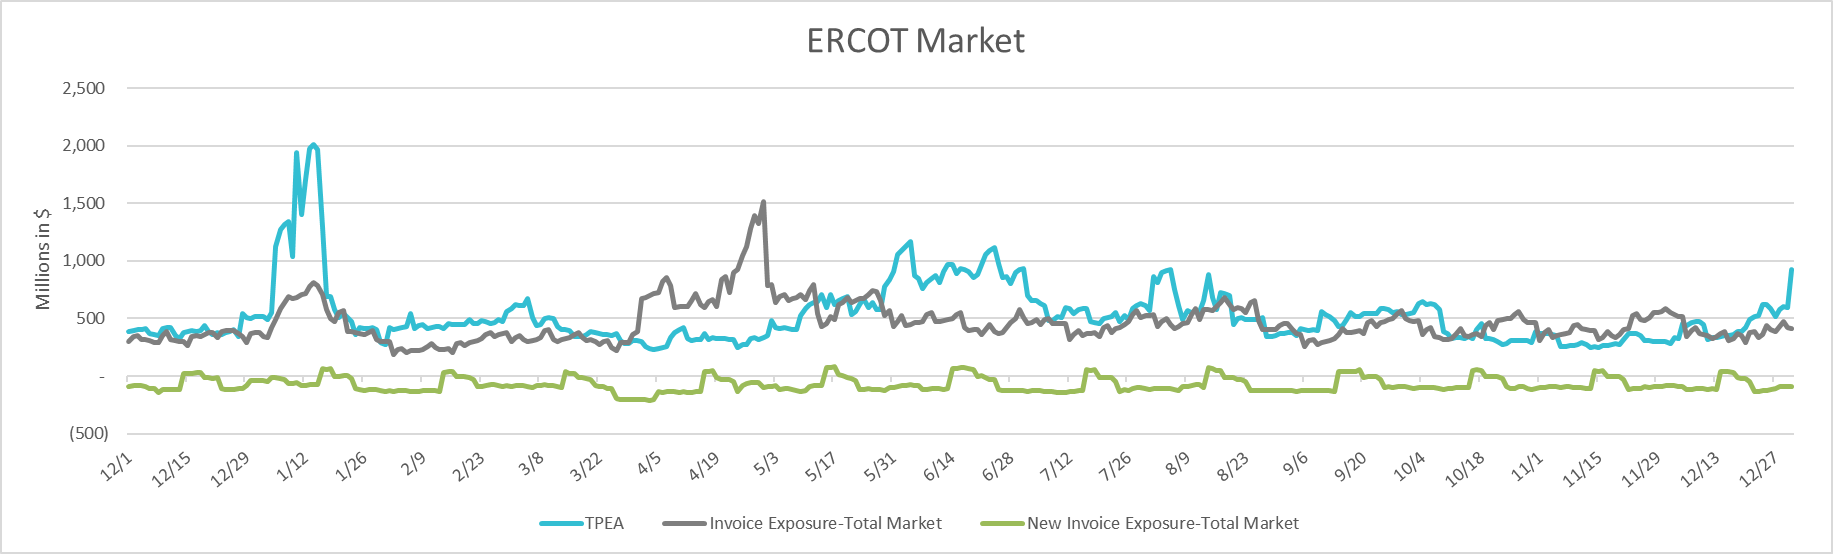 ERCOT Market
Millions in $
2,500
2,000
1,500
1,000
500
-
(500)
12/1 12/15 12/29 1/12 1/26 2/9 2/23 3/8 3/22 4/5 4/19 5/3 5/17 5/31 6/14 6/28 7/12 7/26 8/9 8/23 9/6 9/20 10/4 10/18 11/1 11/15 11/29 12/13 12/27
TPEA Invoice Exposure-Total Market New Invoice Exposure-Total Market